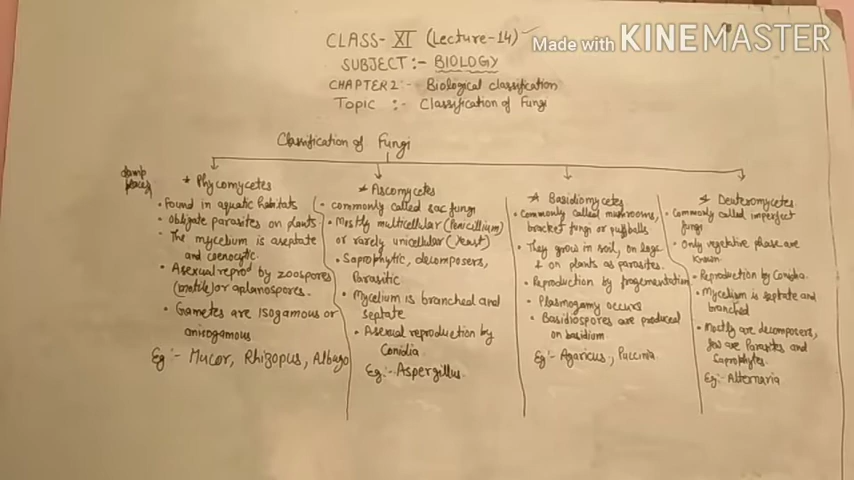 CLASS- XI (Lecture-14)
Made with KINEMASTER
SUBJECT:- BIOLOGY
CHAPTER 2:- Biological classification
TOPIC :- Classification of Fungi
Classification of Fungi
damp places
* Phycomycetes
• Found in aquatic habitats
• Obligate parasites on plants
- The mycelium is aseptate
and coenocytic.
• Asexual reprod by zoospores
(motile) or aplanospores.
• Gametes are Isogamous or
anisogamous
Eg:- Mucor, Rhizopus, Albugo
* Ascomycetes
• commonly called sac fungi
• Mostly multicellular (Penicillium)
or rarely unicellular (Yeast)
• Saprophytic, decomposers,
Parasitic
• Mycelium is branched and
septate
• Asexual reproduction by
Conidia
Eg:- Aspergillus
* Basidiomycetes
• Commonly called mushrooms,
bracket fungi or puffballs
• They grow in soil, on logs
& on plants as parasites.
• Reproduction by fragmentation
• Plasmogamy occurs
• Basidiospores are produced
on basidium
Eg:- Agaricus, Puccinia
* Deuteromycetes
• Commonly called imperfect
fungi
• Only vegetative phase are
known
• Reproduction by Conidia.
• Mycelium is septate and
branched
• Mostly are decomposers,
few are Parasites and
Saprophytes.
Eg:- Alternaria